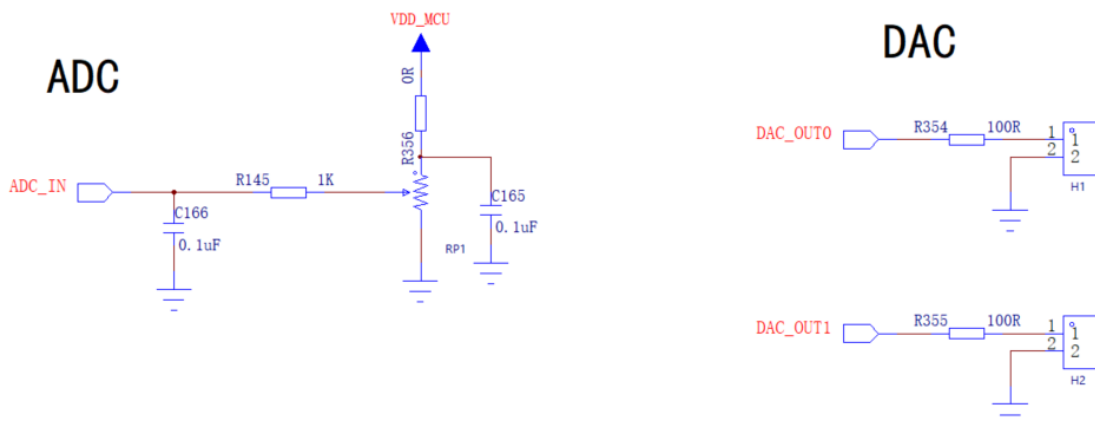 ADC
VDD_MCU
0R
R356
ADC_IN
R145 1K
C166
0.1uF
C165
0.1uF
RP1
DAC
DAC_OUT0
R354 100R
1 1
2 2
H1
DAC_OUT1
R355 100R
1 1
2 2
H2